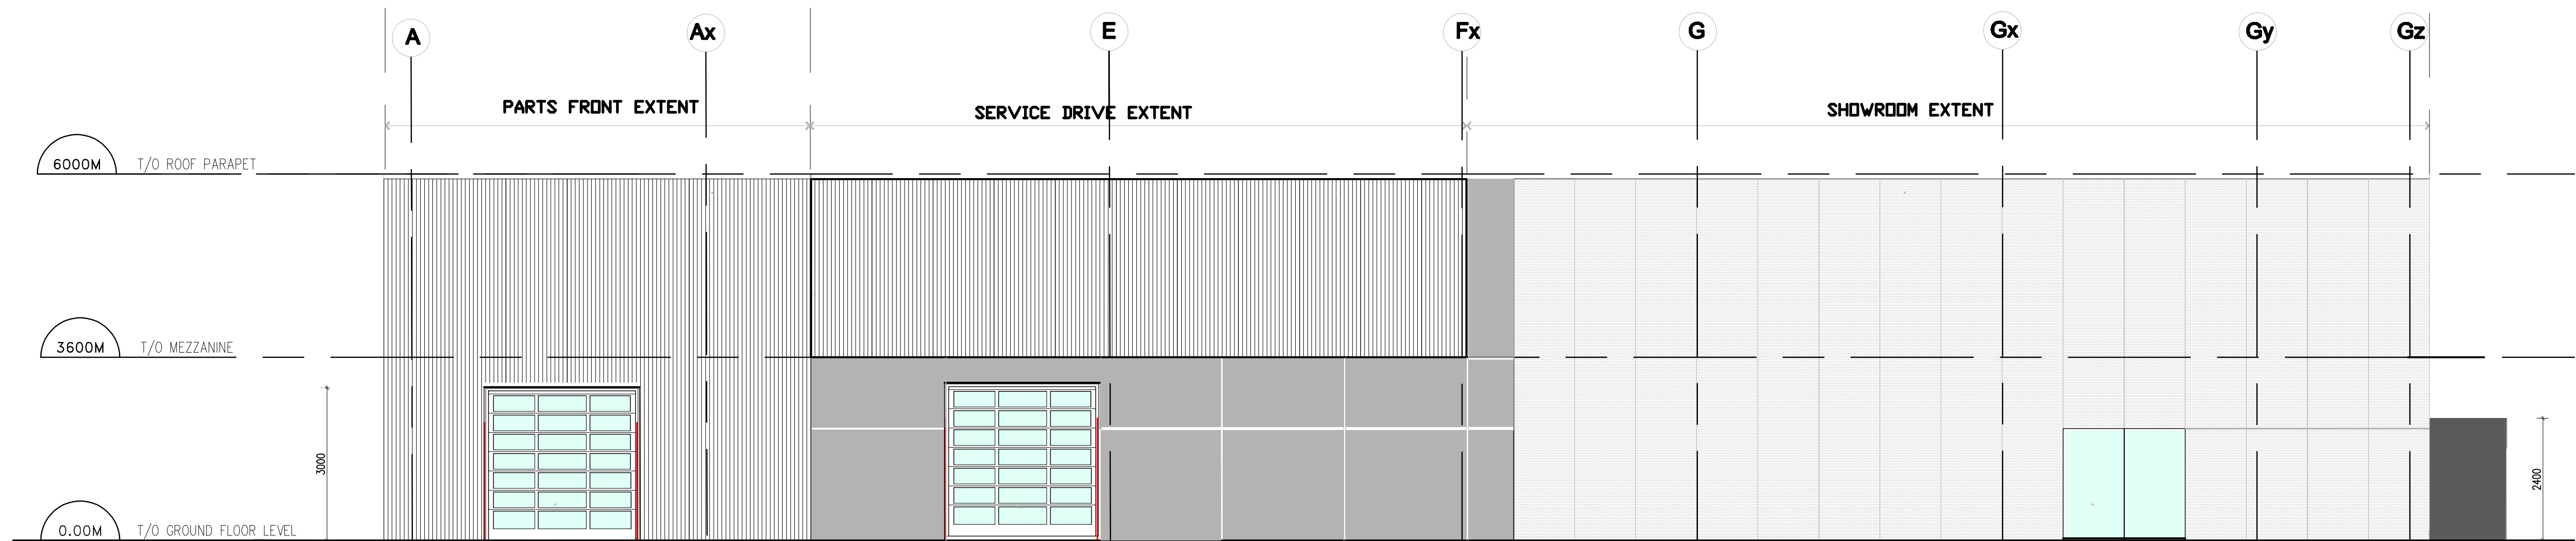 A
Ax
E
Fx
G
Gx
Gy
Gz
PARTS FRONT EXTENT
SERVICE DRIVE EXTENT
SHOWROOM EXTENT
6000M T/O ROOF PARAPET
3600M T/O MEZZANINE
3000
2400
0.00M T/O GROUND FLOOR LEVEL